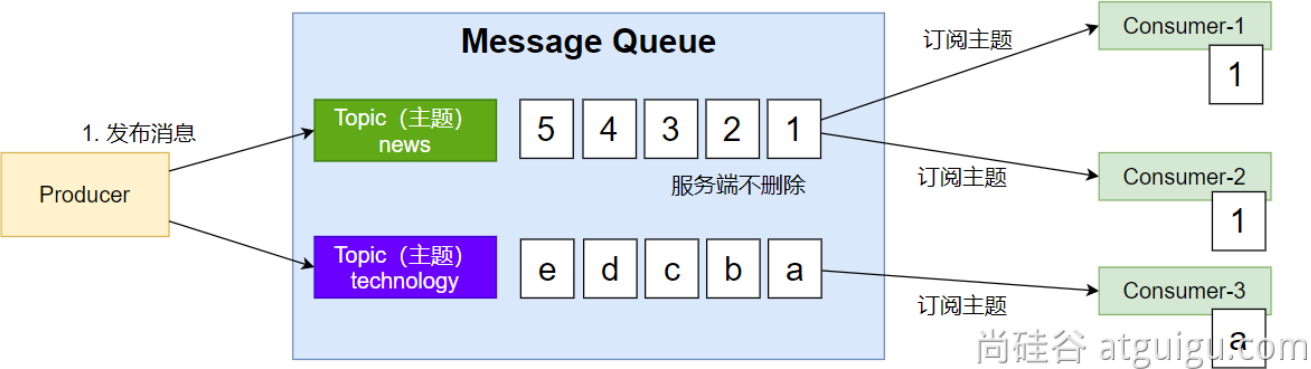 Message Queue
1. 发布消息
Producer
Topic（主题）
news
5 4 3 2 1
服务端不删除
Topic（主题）
technology
e d c b a
订阅主题
Consumer-1
1
订阅主题
Consumer-2
1
订阅主题
Consumer-3
a
尚硅谷 atguigu.com